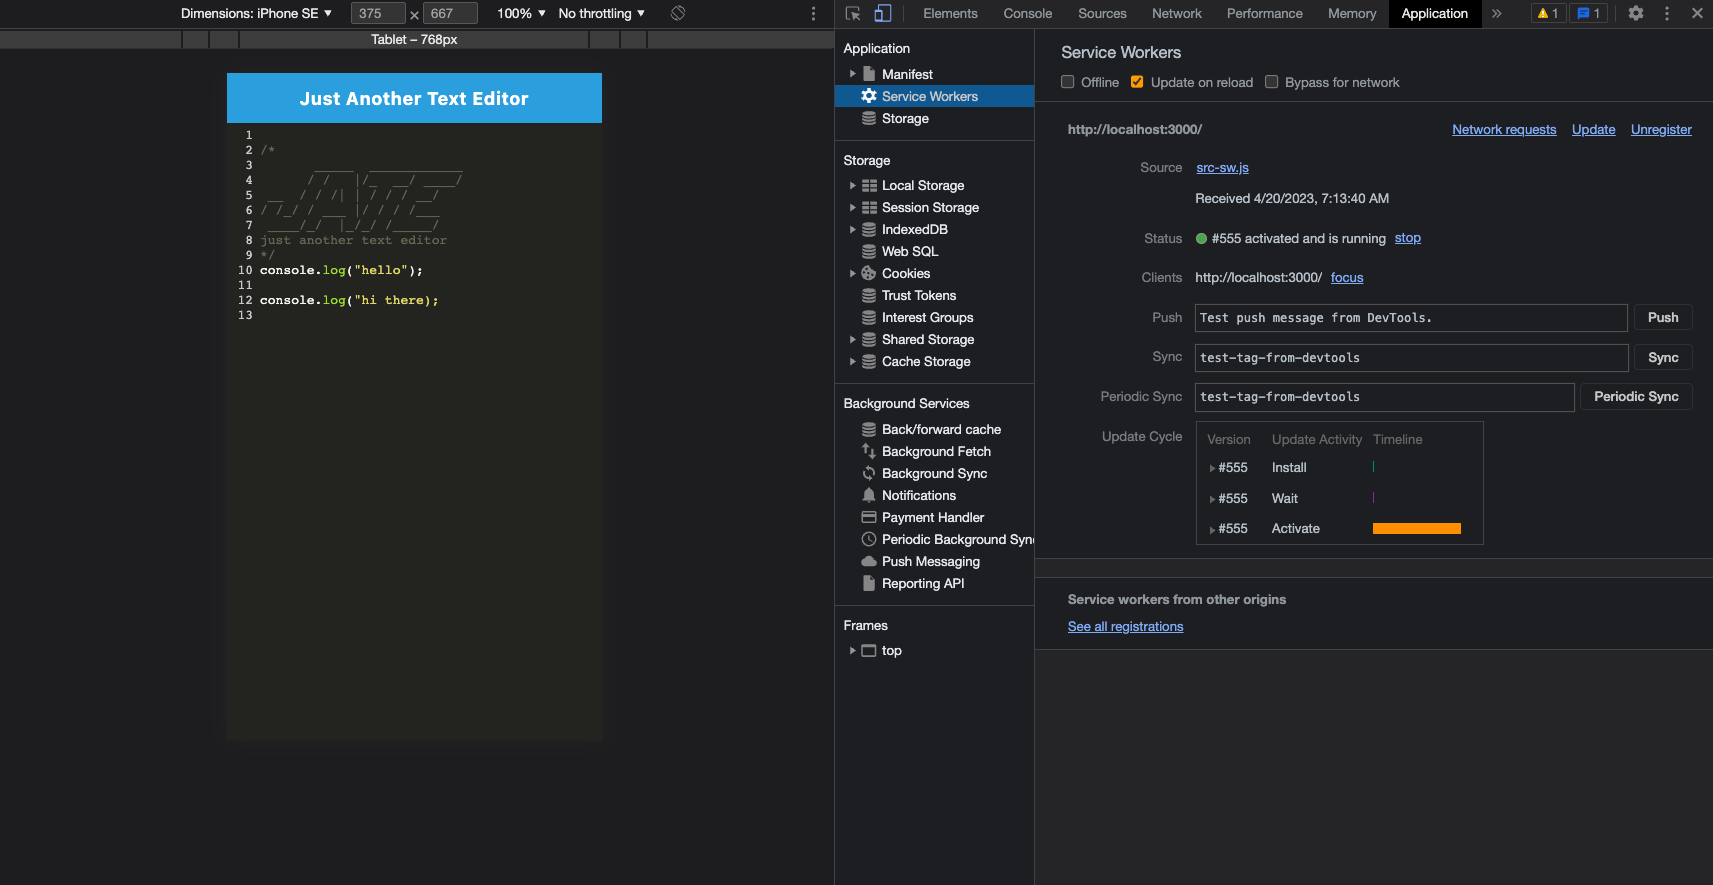 Dimensions: iPhone SE ▼ 375 × 667 100% ▼ No throttling ▼
Elements Console Sources Network Performance Memory Application » 1 1
Tablet – 768px
Just Another Text Editor
1
2 /*
3        _____  ____________
4       / /   |/_  __/ ____/
5  __  / / /| | / / / __/
6 / /_/ / ___ |/ / / /___
7  ____/_/  |_/_/ /_____/
8 just another text editor
9 */
10 console.log("hello");
11
12 console.log("hi there);
13
Application
Manifest
Service Workers
Storage
Storage
Local Storage
Session Storage
IndexedDB
Web SQL
Cookies
Trust Tokens
Interest Groups
Shared Storage
Cache Storage
Background Services
Back/forward cache
Background Fetch
Background Sync
Notifications
Payment Handler
Periodic Background Sync
Push Messaging
Reporting API
Frames
top
Service Workers
Offline Update on reload Bypass for network
http://localhost:3000/ Network requests Update Unregister
Source src-sw.js
Received 4/20/2023, 7:13:40 AM
Status #555 activated and is running stop
Clients http://localhost:3000/ focus
Push Test push message from DevTools. Push
Sync test-tag-from-devtools Sync
Periodic Sync test-tag-from-devtools Periodic Sync
Update Cycle Version Update Activity Timeline
#555 Install
#555 Wait
#555 Activate
Service workers from other origins
See all registrations